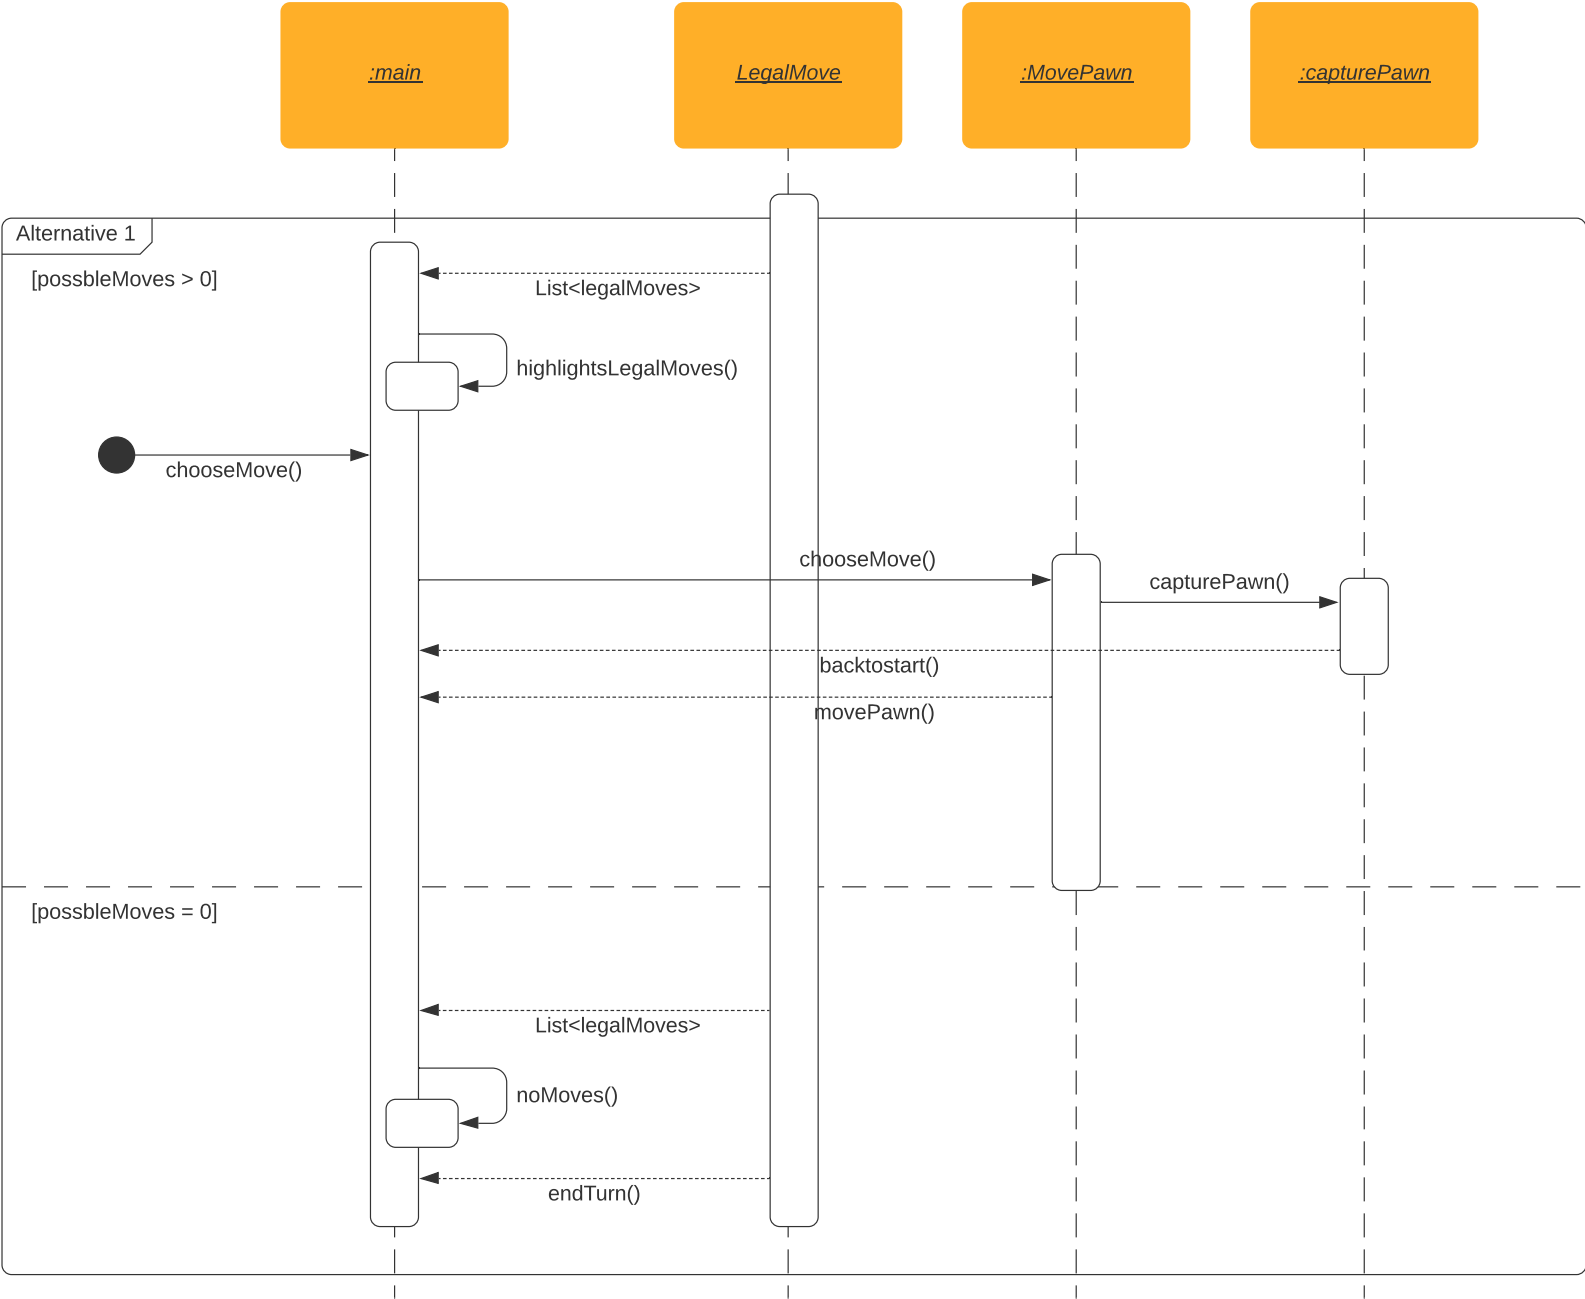 :main
LegalMove
:MovePawn
:capturePawn
Alternative 1
[possbleMoves > 0]
List<legalMoves>
highlightsLegalMoves()
chooseMove()
chooseMove()
capturePawn()
backtostart()
movePawn()
[possbleMoves = 0]
List<legalMoves>
noMoves()
endTurn()